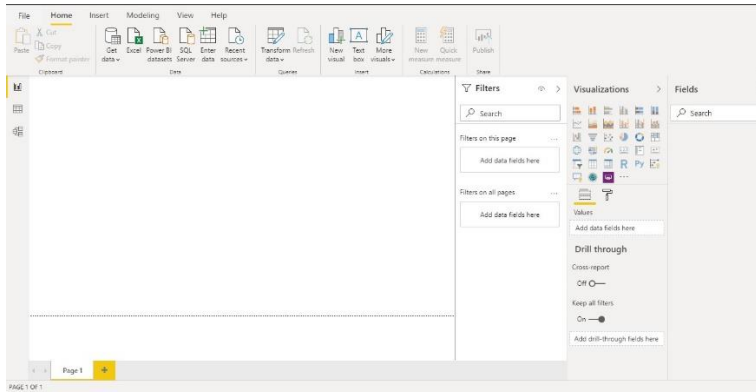 File Home Insert Modeling View Help
Paste
Cut
Copy
Format painter
Clipboard
Get data
Excel
Power BI datasets
SQL Server
Enter data
Recent sources
Data
Transform data
Refresh
Queries
New visual
Text box
More visuals
Insert
New measure
Quick measure
Calculations
Publish
Share
Filters
Search
Filters on this page ...
Add data fields here
Filters on all pages ...
Add data fields here
Visualizations
R Py
...
Values
Add data fields here
Drill through
Cross-report
Off
Keep all filters
On
Add drill-through fields here
Fields
Search
Page 1
PAGE 1 OF 1